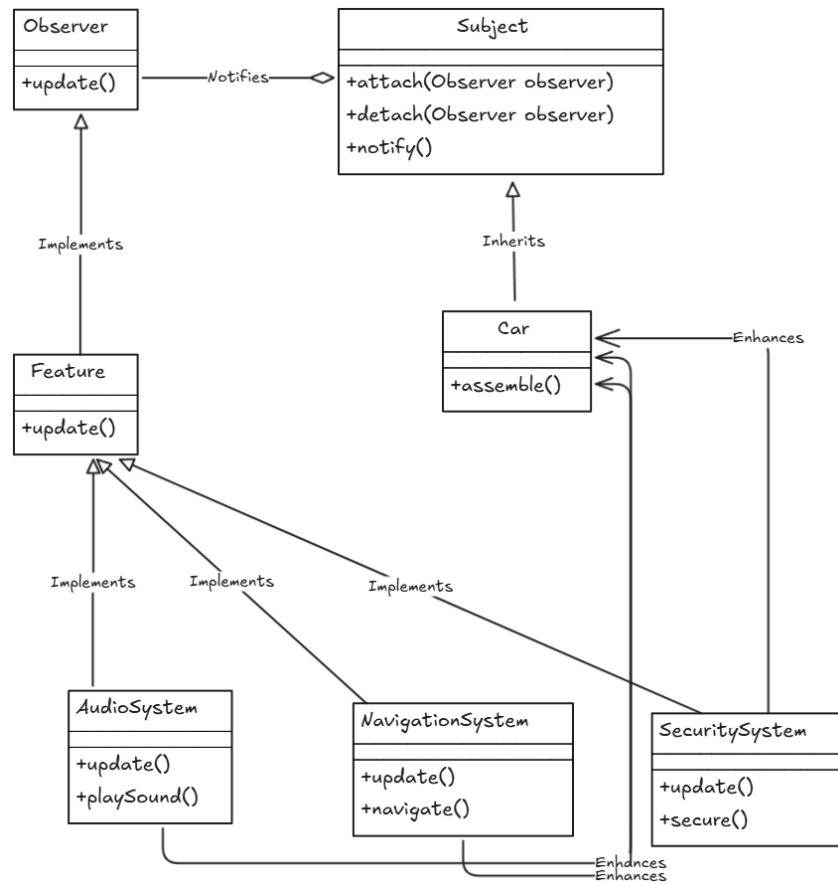 Observer
+update()
Notifies
Subject
+attach(Observer observer)
+detach(Observer observer)
+notify()
Implements
Inherits
Feature
+update()
Car
+assemble()
Enhances
Implements
Implements
Implements
AudioSystem
+update()
+playSound()
NavigationSystem
+update()
+navigate()
SecuritySystem
+update()
+secure()
Enhances
Enhances